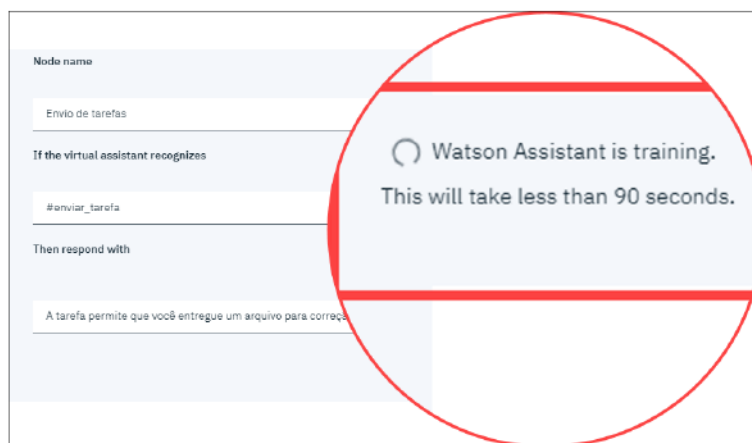 Node name
Envio de tarefas
If the virtual assistant recognizes
#enviar_tarefa
Then respond with
A tarefa permite que você entregue um arquivo para
Watson Assistant is training.
This will take less than 90 seconds.